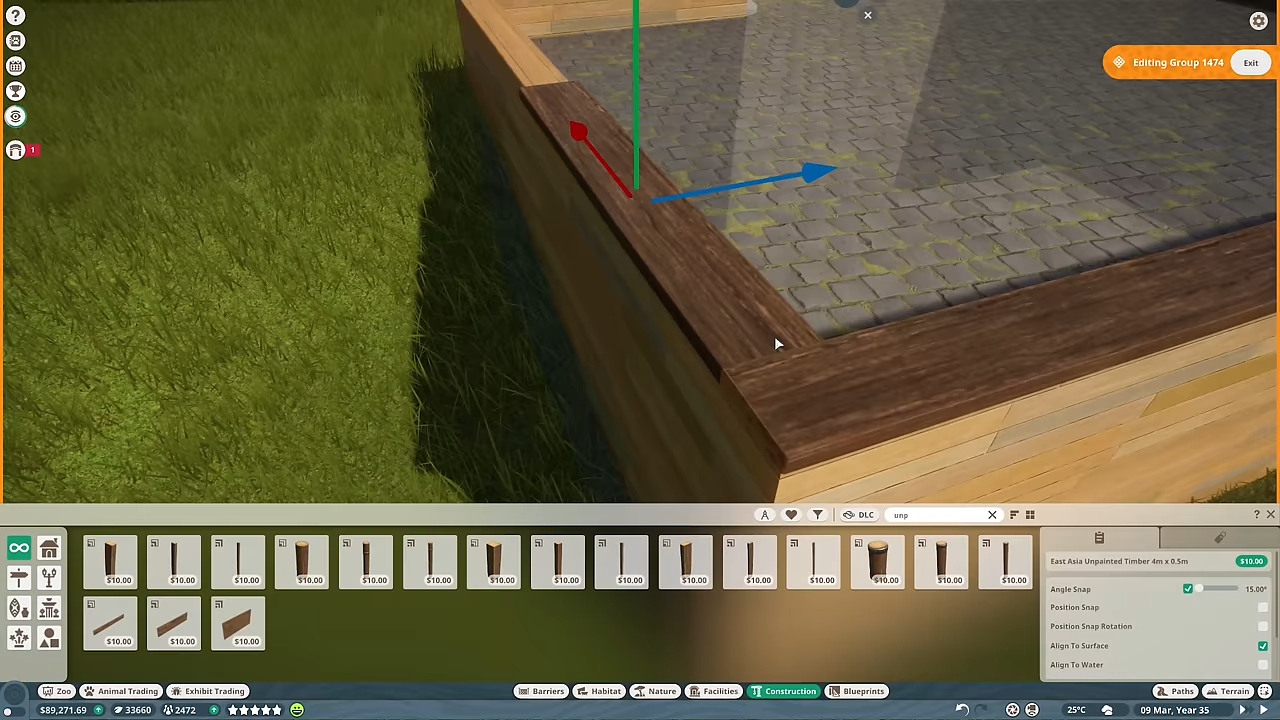 Editing Group 1474
Exit
1
DLC
unp
$10.00 $10.00 $10.00 $10.00 $10.00 $10.00 $10.00 $10.00 $10.00 $10.00 $10.00 $10.00 $10.00 $10.00 $10.00
$10.00 $10.00 $10.00
East Asia Unpainted Timber 4m x 0.5m $10.00
Angle Snap 15.00°
Position Snap
Position Snap Rotation
Align To Surface
Align To Water
Zoo Animal Trading Exhibit Trading Barriers Habitat Nature Facilities Construction Blueprints Paths Terrain
$89,271.69 33660 2472 25°C 09 Mar, Year 35